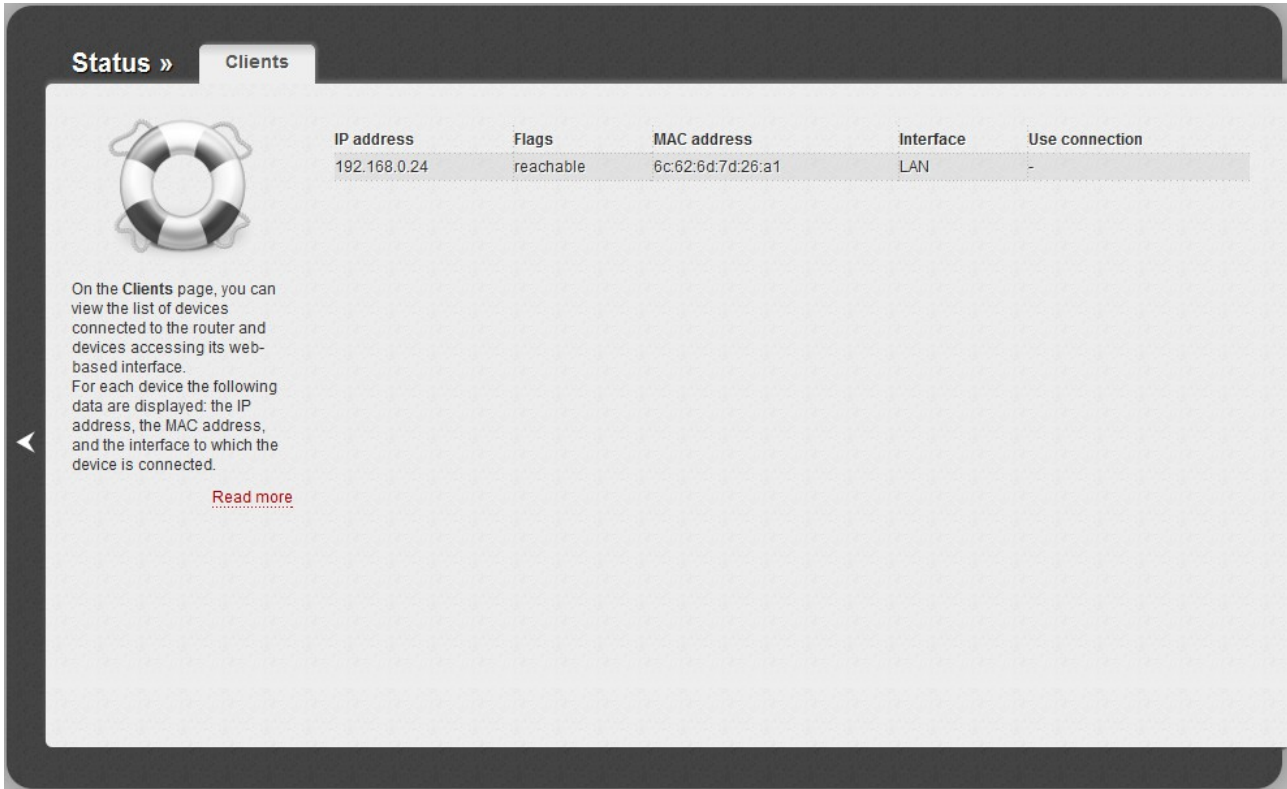 Status »
Clients
IP address Flags MAC address Interface Use connection
192.168.0.24 reachable 6c:62:6d:7d:26:a1 LAN -
On the Clients page, you can
view the list of devices
connected to the router and
devices accessing its web-
based interface.
For each device the following
data are displayed: the IP
address, the MAC address,
and the interface to which the
device is connected.
Read more